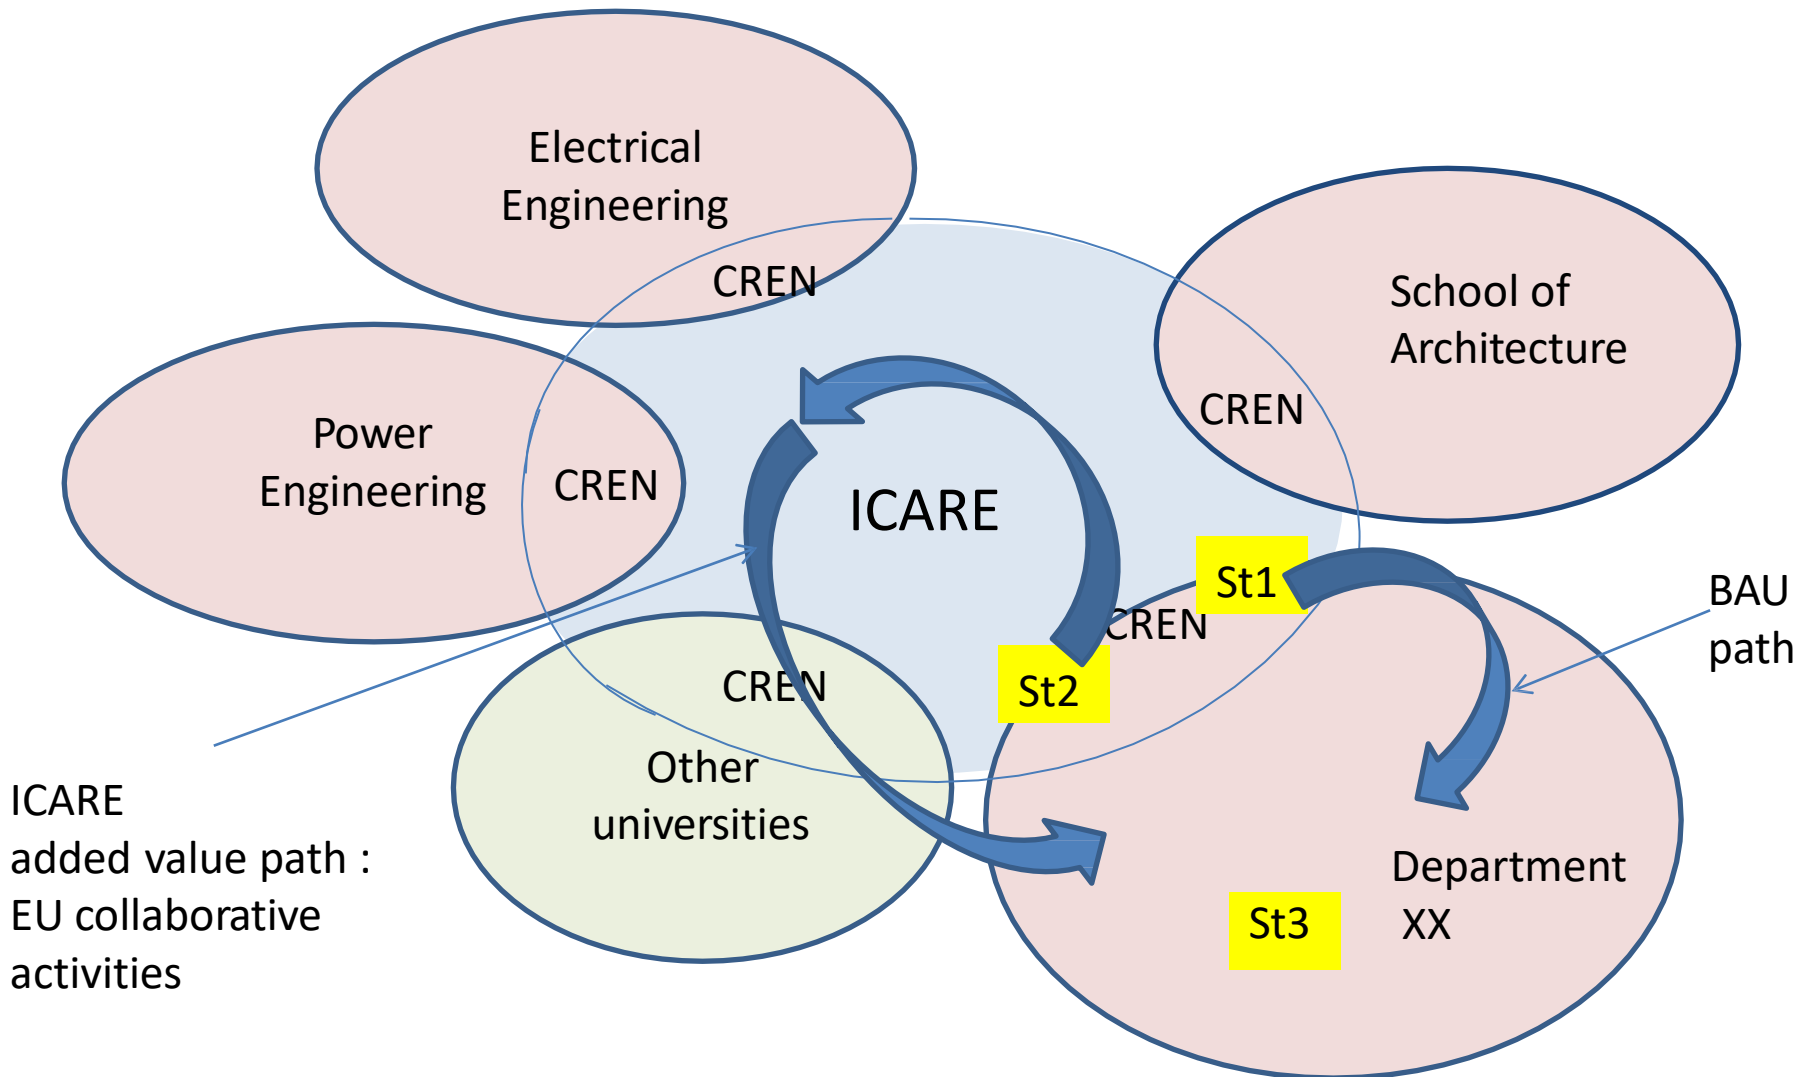 Electrical
Engineering
CREN
School of
Architecture
CREN
Power
Engineering
CREN
ICARE
St1
CREN
BAU
path
St2
CREN
Other
universities
ICARE
added value path :
EU collaborative
activities
Department
XX
St3